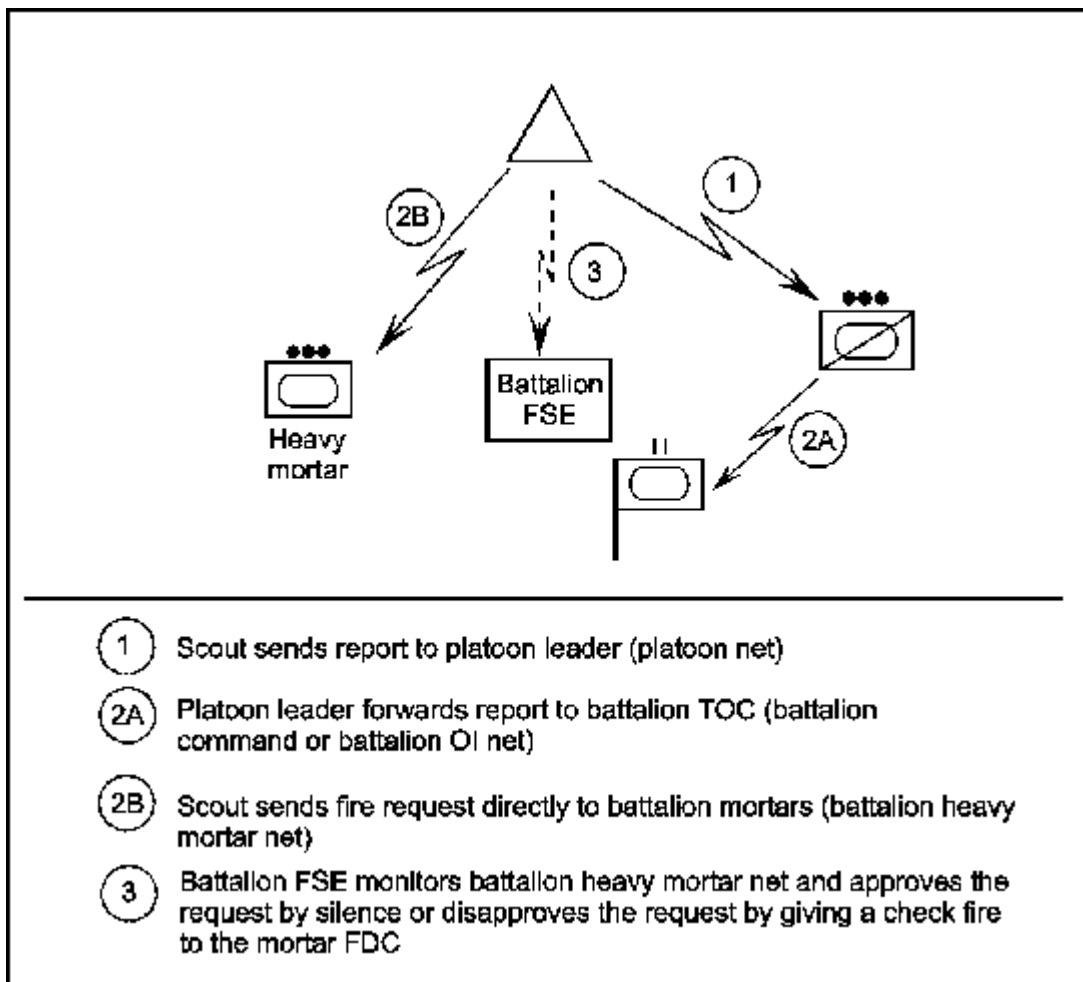 1
2B
3
Battalion
FSE
Heavy
mortar
2A
1 Scout sends report to platoon leader (platoon net)
2A Platoon leader forwards report to battalion TOC (battalion
command or battalion OI net)
2B Scout sends fire request directly to battalion mortars (battalion heavy
mortar net)
3 Battalion FSE monitors battalion heavy mortar net and approves the
request by silence or disapproves the request by giving a check fire
to the mortar FDC